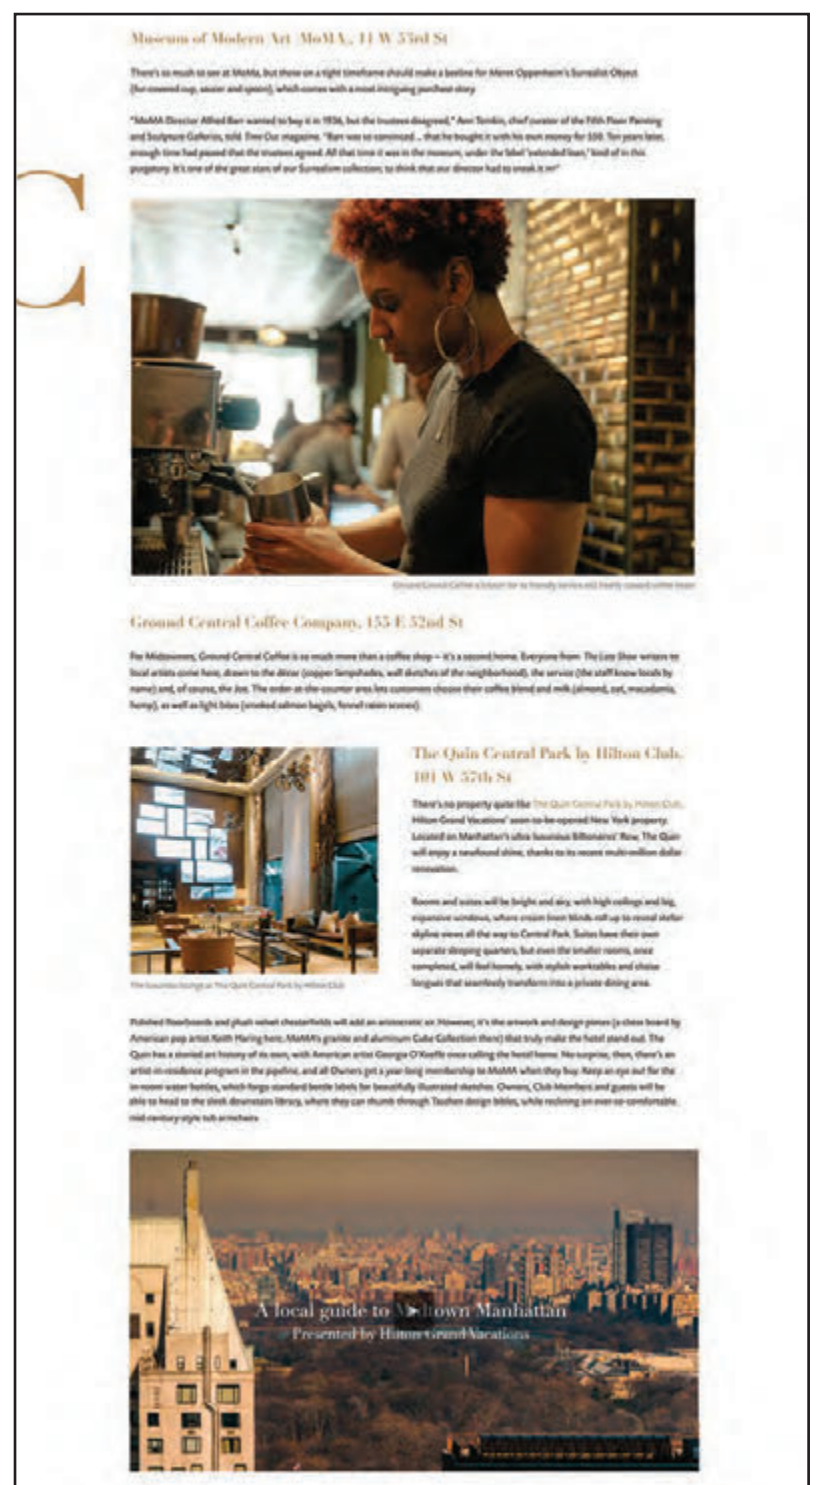 Museum of Modern Art (MoMA), 11 W 53rd St
There's so much to see at MoMa, but those on a tight timeframe should make a beeline for Meret Oppenheim's Surrealist Object
(fur-covered cup, saucer and spoon), which comes with a most intriguing purchase story.
"MoMA Director Alfred Barr wanted to buy it in 1936, but the trustees disagreed," Ann Temkin, chief curator of the Fifth Floor Painting
and Sculpture Galleries, told Time Out magazine. "Barr was so convinced ... that he bought it with his own money for $50. Ten years later,
enough time had passed that the trustees agreed. All that time it was in the museum, under the label 'extended loan,' kind of in this
purgatory. It's one of the great stars of our Surrealism collection; to think that our director had to sneak it in!"
C
Ground Central Coffee is known for its friendly service and freshly roasted coffee beans
Ground Central Coffee Company, 155 E 52nd St
For Midtowners, Ground Central Coffee is so much more than a coffee shop – it's a second home. Everyone from The Late Show writers to
local artists come here, drawn to the décor (copper lampshades, wall sketches of the neighborhood), the service (the staff know locals by
name) and, of course, the Joe. The order-at-the-counter area lets customers choose their coffee blend and milk (almond, oat, macadamia,
hemp), as well as light bites (smoked salmon bagels, fennel raisin scones).
The Quin Central Park by Hilton Club,
101 W 57th St
There's no property quite like The Quin Central Park by Hilton Club,
Hilton Grand Vacations' soon-to-be-opened New York property.
Located on Manhattan's ultra luxurious Billionaires' Row, The Quin
will enjoy a newfound shine, thanks to its recent multi-million dollar
renovation.
Rooms and suites will be bright and airy, with high ceilings and big,
expansive windows, where cream linen blinds roll up to reveal stellar
skyline views all the way to Central Park. Suites have their own
separate sleeping quarters, but even the smaller rooms, once
completed, will feel homely, with stylish worktables and chaise
longues that seamlessly transform into a private dining area.
The luxurious lounge at The Quin Central Park by Hilton Club
Polished floorboards and plush velvet chesterfields will add an aristocratic air. However, it's the artwork and design pieces (a chess board by
American pop artist Keith Haring here, MoMA's granite and aluminum Cube Collection there) that truly make the hotel stand out. The
Quin has a storied art history of its own, with American artist Georgia O'Keeffe once calling the hotel home. No surprise, then, there's an
artist-in-residence program in the pipeline, and all Owners get a year-long membership to MoMA when they buy. Keep an eye out for the
in-room water bottles, which forgo standard bottle labels for beautifully illustrated sketches. Owners, Club Members and guests will be
able to head to the sleek downstairs library, where they can thumb through Taschen design bibles, while reclining on ever-so-comfortable
mid-century-style tub armchairs.
A local guide to Midtown Manhattan
Presented by Hilton Grand Vacations